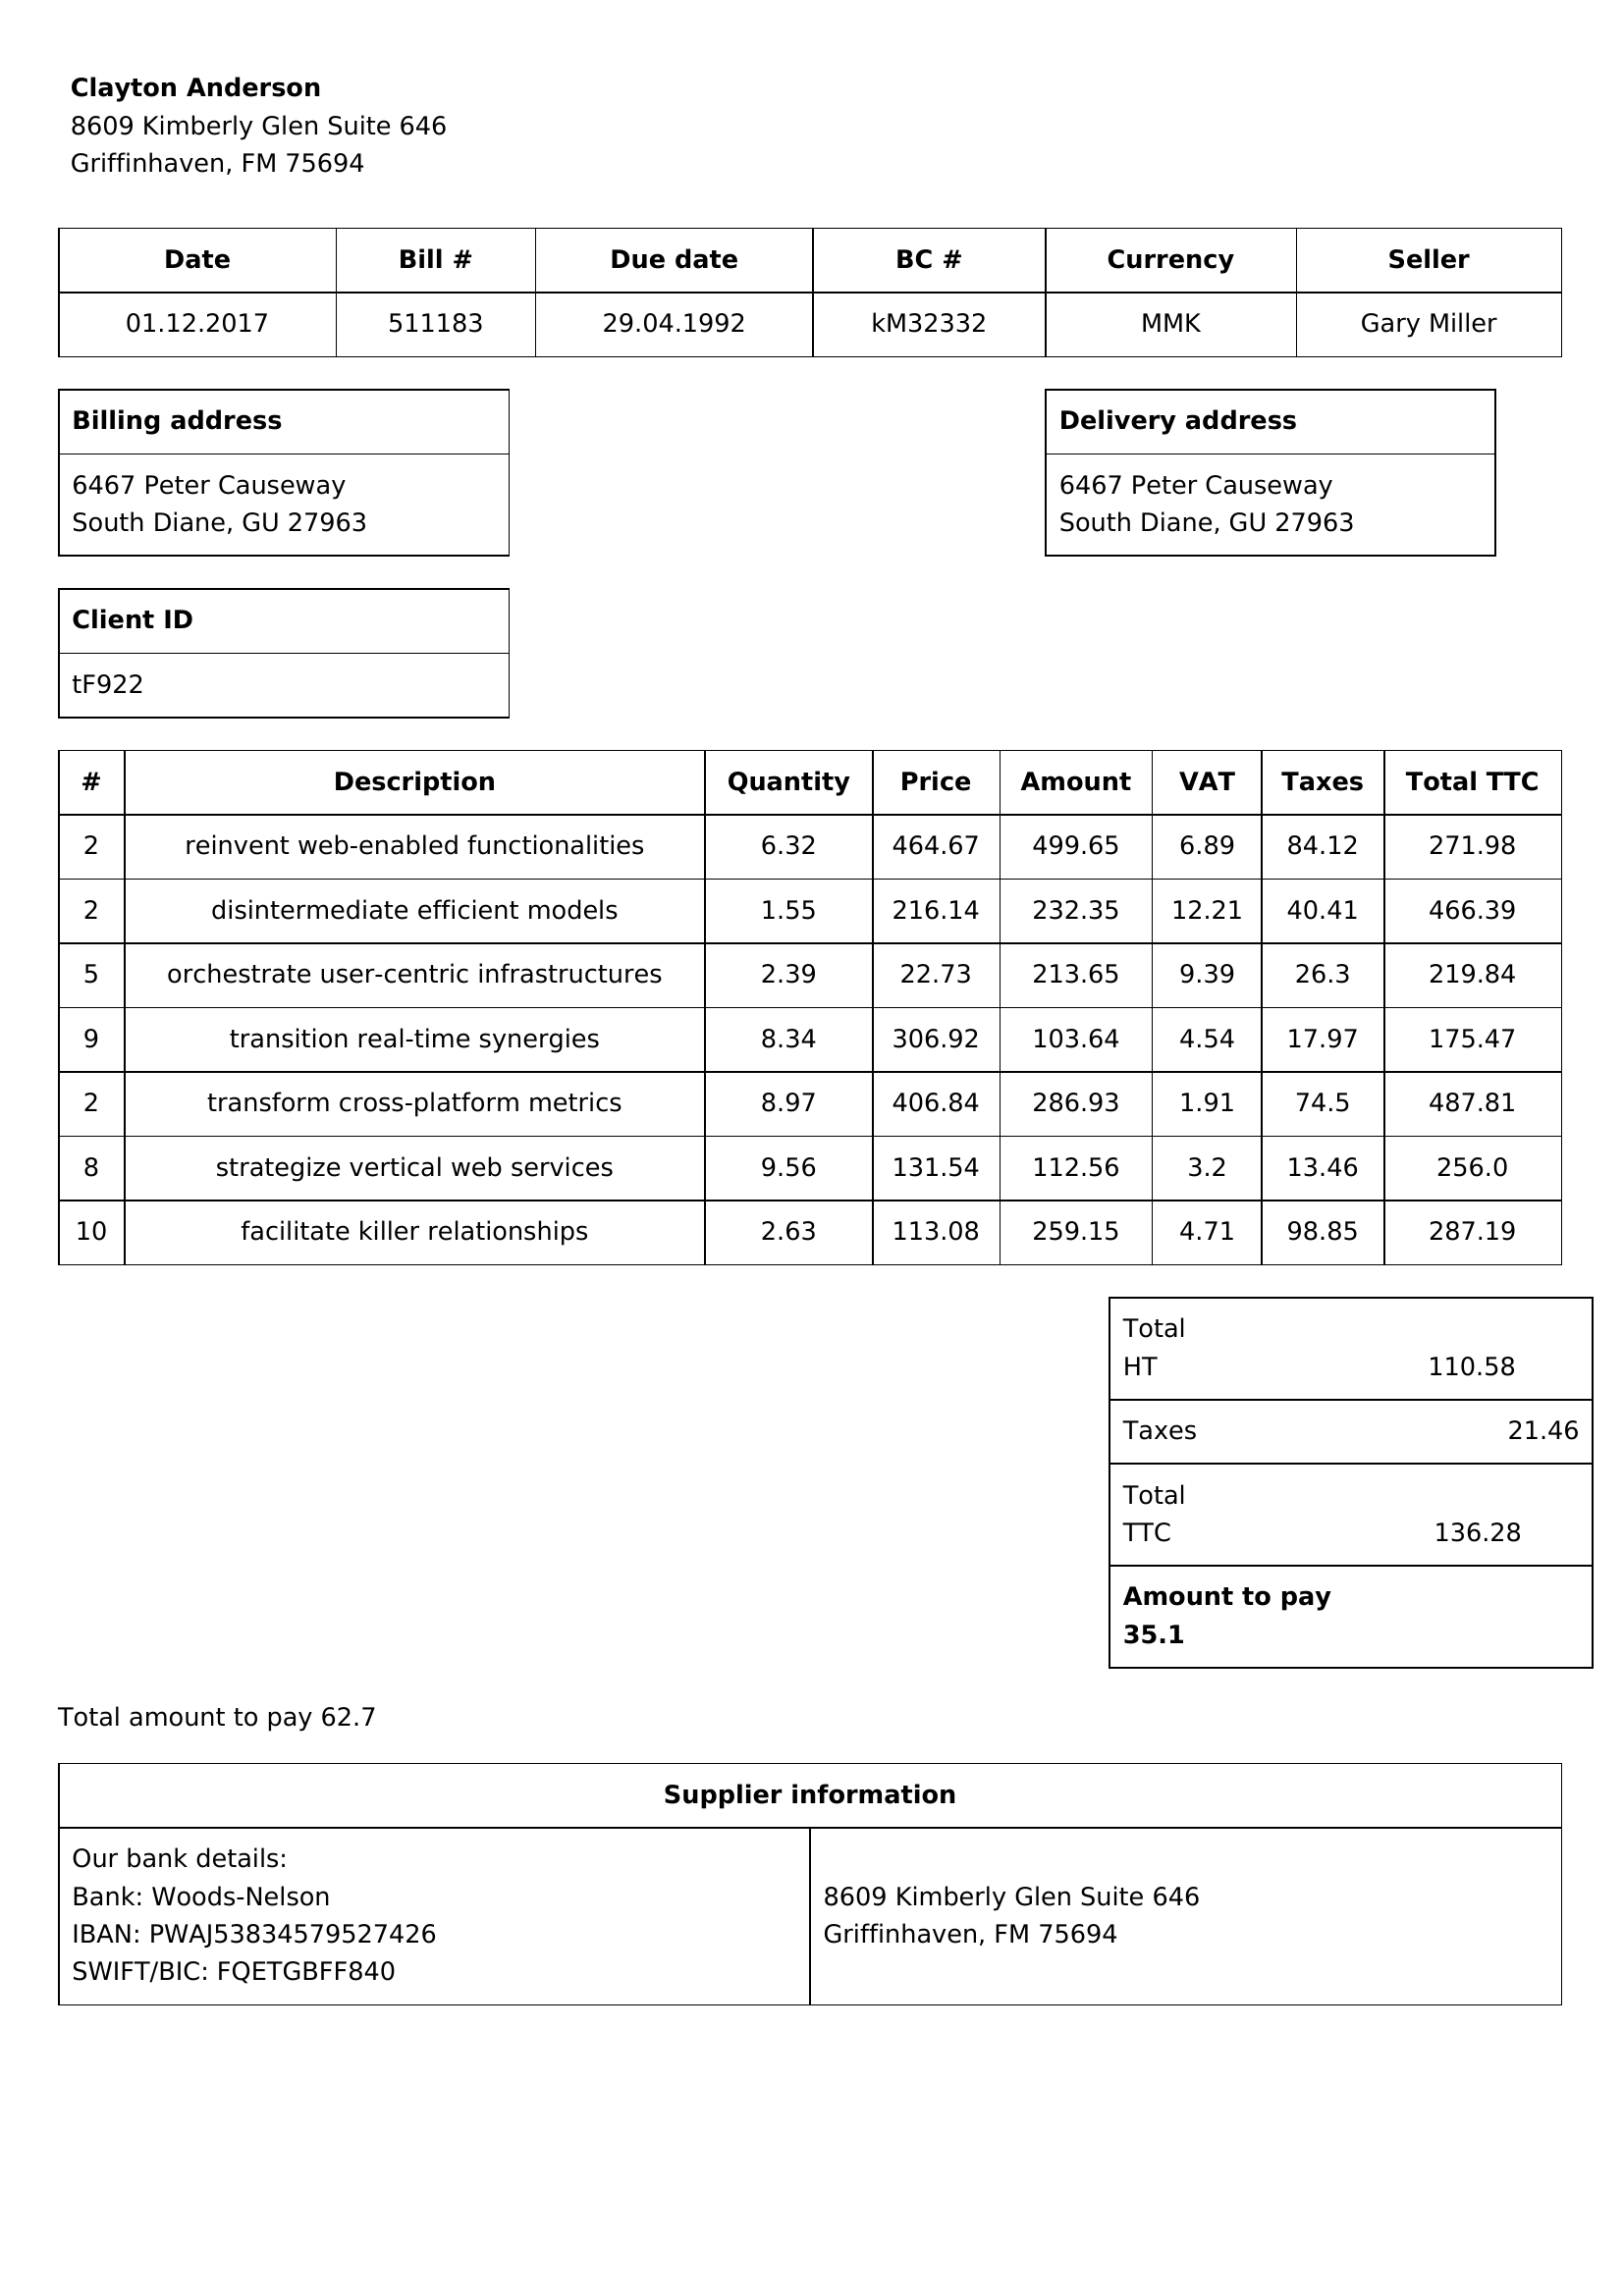 Clayton Anderson
8609 Kimberly Glen Suite 646
Griffinhaven, FM 75694
Date Bill # Due date BC # Currency Seller
01.12.2017 511183 29.04.1992 kM32332 MMK Gary Miller
Billing address
6467 Peter Causeway
South Diane, GU 27963
Delivery address
6467 Peter Causeway
South Diane, GU 27963
Client ID
tF922
# Description Quantity Price Amount VAT Taxes Total TTC
2 reinvent web-enabled functionalities 6.32 464.67 499.65 6.89 84.12 271.98
2 disintermediate efficient models 1.55 216.14 232.35 12.21 40.41 466.39
5 orchestrate user-centric infrastructures 2.39 22.73 213.65 9.39 26.3 219.84
9 transition real-time synergies 8.34 306.92 103.64 4.54 17.97 175.47
2 transform cross-platform metrics 8.97 406.84 286.93 1.91 74.5 487.81
8 strategize vertical web services 9.56 131.54 112.56 3.2 13.46 256.0
10 facilitate killer relationships 2.63 113.08 259.15 4.71 98.85 287.19
Total
HT 110.58
Taxes 21.46
Total
TTC 136.28
Amount to pay
35.1
Total amount to pay 62.7
Supplier information
Our bank details:
Bank: Woods-Nelson
IBAN: PWAJ53834579527426
SWIFT/BIC: FQETGBFF840
8609 Kimberly Glen Suite 646
Griffinhaven, FM 75694